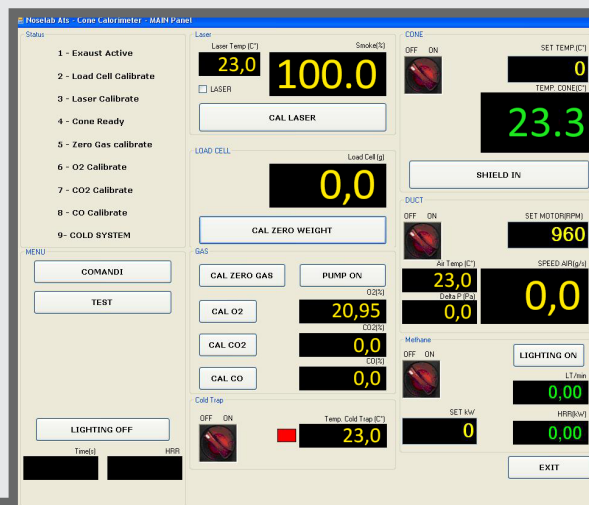 Noselab Ats - Cone Calorimeter - MAIN Panel
Status
1 - Exaust Active
2 - Load Cell Calibrate
3 - Laser Calibrate
4 - Cone Ready
5 - Zero Gas calibrate
6 - O2 Calibrate
7 - CO2 Calibrate
8 - CO Calibrate
9- COLD SYSTEM
MENU
COMANDI
TEST
LIGHTING OFF
Time(s) HRR
Laser
Laser Temp (C°) Smoke(%)
23,0 100.0
LASER
CAL LASER
LOAD CELL
Load Cell (g)
0,0
CAL ZERO WEIGHT
GAS
CAL ZERO GAS PUMP ON
O2(%)
CAL O2 20,95
CO2(%)
CAL CO2 0,0
CO(%)
CAL CO 0,0
Cold Trap
OFF ON Temp. Cold Trap (C°)
23,0
CONE
OFF ON SET TEMP.(C°)
0
TEMP. CONE(C°)
23.3
SHIELD IN
DUCT
OFF ON SET MOTOR(RPM)
960
Air Temp (C°) SPEED AIR(g/s)
23,0 0,0
Delta P (Pa)
0,0
Methane
OFF ON LIGHTING ON
LT/min
0,00
SET kW HRR(kW)
0 0,00
EXIT